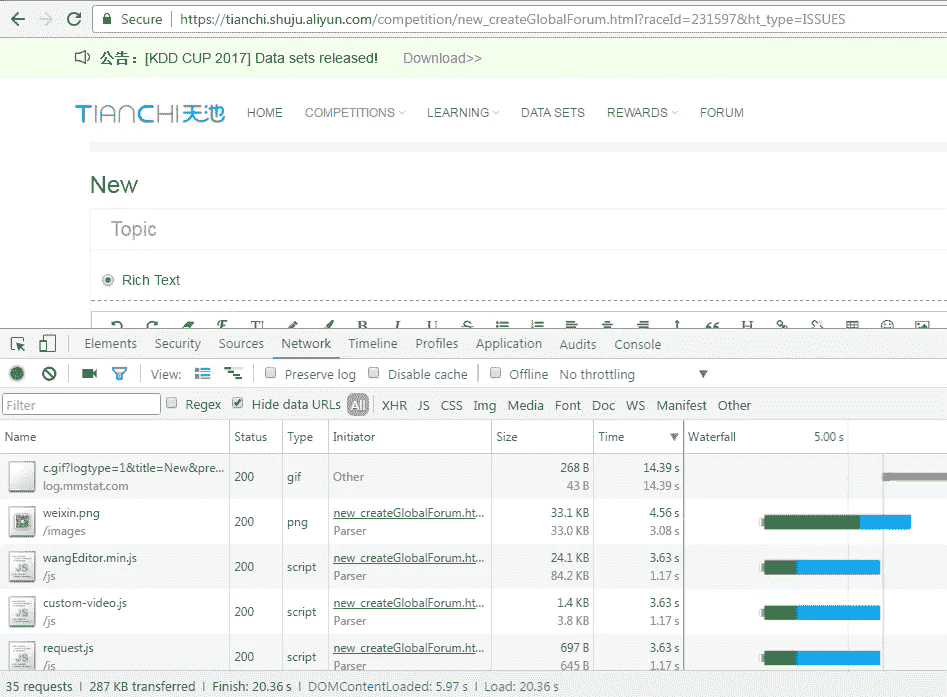 Secure https://tianchi.shuju.aliyun.com/competition/new_createGlobalForum.html?raceId=231597&ht_type=ISSUES
公告：[KDD CUP 2017] Data sets released! Download>>
TIANCHI天池 HOME COMPETITIONS LEARNING DATA SETS REWARDS FORUM
New
Topic
Rich Text
Elements Security Sources Network Timeline Profiles Application Audits Console
View: Preserve log Disable cache Offline No throttling
Filter Regex Hide data URLs All XHR JS CSS Img Media Font Doc WS Manifest Other
Name Status Type Initiator Size Time Waterfall 5.00 s
c.gif?logtype=1&title=New&pre... 200 gif Other 268 B 14.39 s
log.mmstat.com 43 B 14.39 s
weixin.png 200 png new_createGlobalForum.ht... 33.1 KB 4.56 s
/images Parser 33.0 KB 3.08 s
wangEditor.min.js 200 script new_createGlobalForum.ht... 24.1 KB 3.63 s
/js Parser 84.2 KB 1.17 s
custom-video.js 200 script new_createGlobalForum.ht... 1.4 KB 3.63 s
/js Parser 3.8 KB 1.17 s
request.js 200 script new_createGlobalForum.ht... 697 B 3.63 s
/js Parser 645 B 1.17 s
35 requests | 287 KB transferred | Finish: 20.36 s | DOMContentLoaded: 5.97 s | Load: 20.36 s